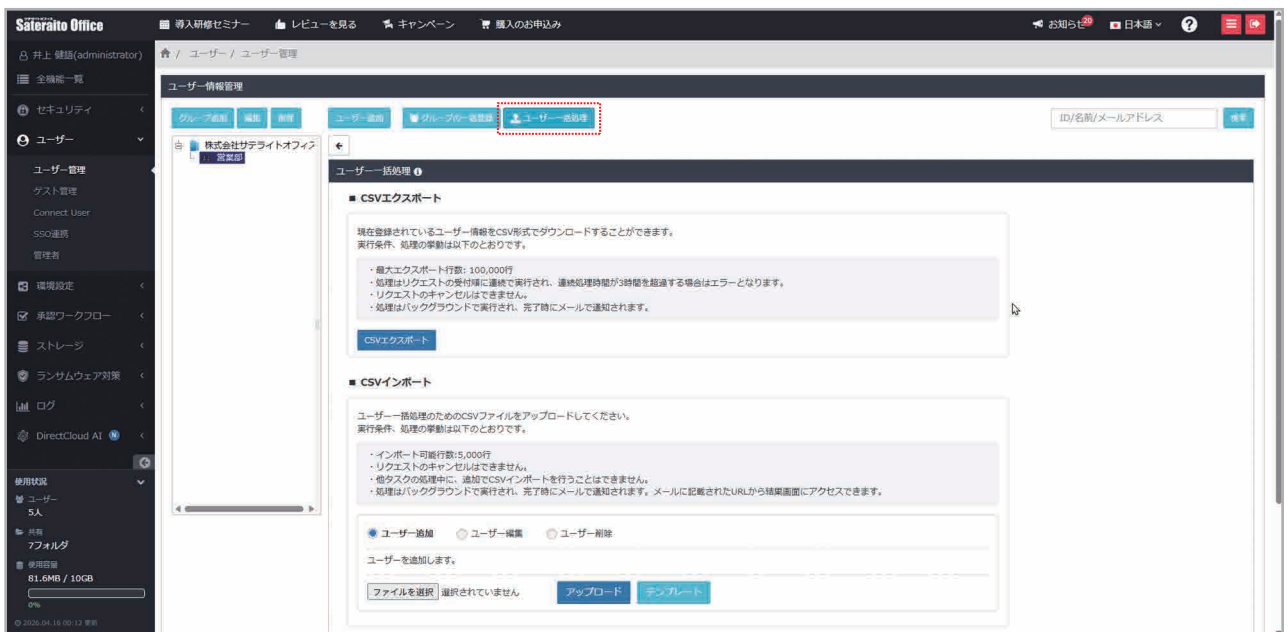 Sateraito Office
導入研修セミナー
レビューを見る
キャンペーン
購入のお申込み
お知らせ
20
日本語
井上 健語(administrator)
全機能一覧
セキュリティ
ユーザー
ユーザー管理
ゲスト管理
Connect User
SSO連携
管理者
環境設定
承認ワークフロー
ストレージ
ランサムウェア対策
ログ
DirectCloud AI N
使用状況
ユーザー
5人
共有
7フォルダ
使用容量
81.6MB / 10GB
0%
2026.04.16 00:12 更新
/ ユーザー / ユーザー管理
ユーザー情報管理
グループ追加 編集 削除 ユーザー追加 グループの一括登録 ユーザー一括処理
ID/名前/メールアドレス 検索
株式会社サテライトオフィス
営業部
ユーザー一括処理
■ CSVエクスポート
現在登録されているユーザー情報をCSV形式でダウンロードすることができます。
実行条件、処理の挙動は以下のとおりです。
・最大エクスポート行数: 100,000行
・処理はリクエストの受付順に連続で実行され、連続処理時間が3時間を超過する場合はエラーとなります。
・リクエストのキャンセルはできません。
・処理はバックグラウンドで実行され、完了時にメールで通知されます。
CSVエクスポート
■ CSVインポート
ユーザー一括処理のためのCSVファイルをアップロードしてください。
実行条件、処理の挙動は以下のとおりです。
・インポート可能行数:5,000行
・リクエストのキャンセルはできません。
・他タスクの処理中に、追加でCSVインポートを行うことはできません。
・処理はバックグラウンドで実行され、完了時にメールで通知されます。メールに記載されたURLから結果画面にアクセスできます。
ユーザー追加 ユーザー編集 ユーザー削除
ユーザーを追加します。
ファイルを選択 選択されていません アップロード テンプレート